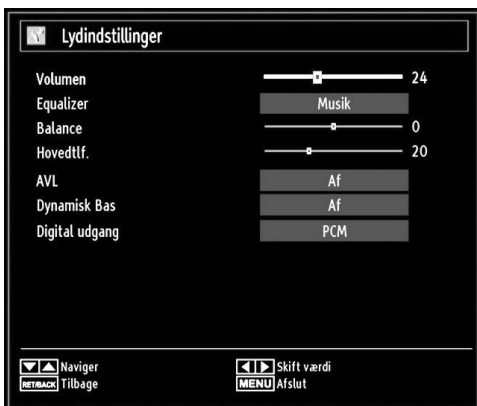 Lydindstillinger
Volumen 24
Equalizer Musik
Balance 0
Hovedtlf. 20
AVL Af
Dynamisk Bas Af
Digital udgang PCM
Naviger Skift værdi
RET/BACK Tilbage MENU Afslut